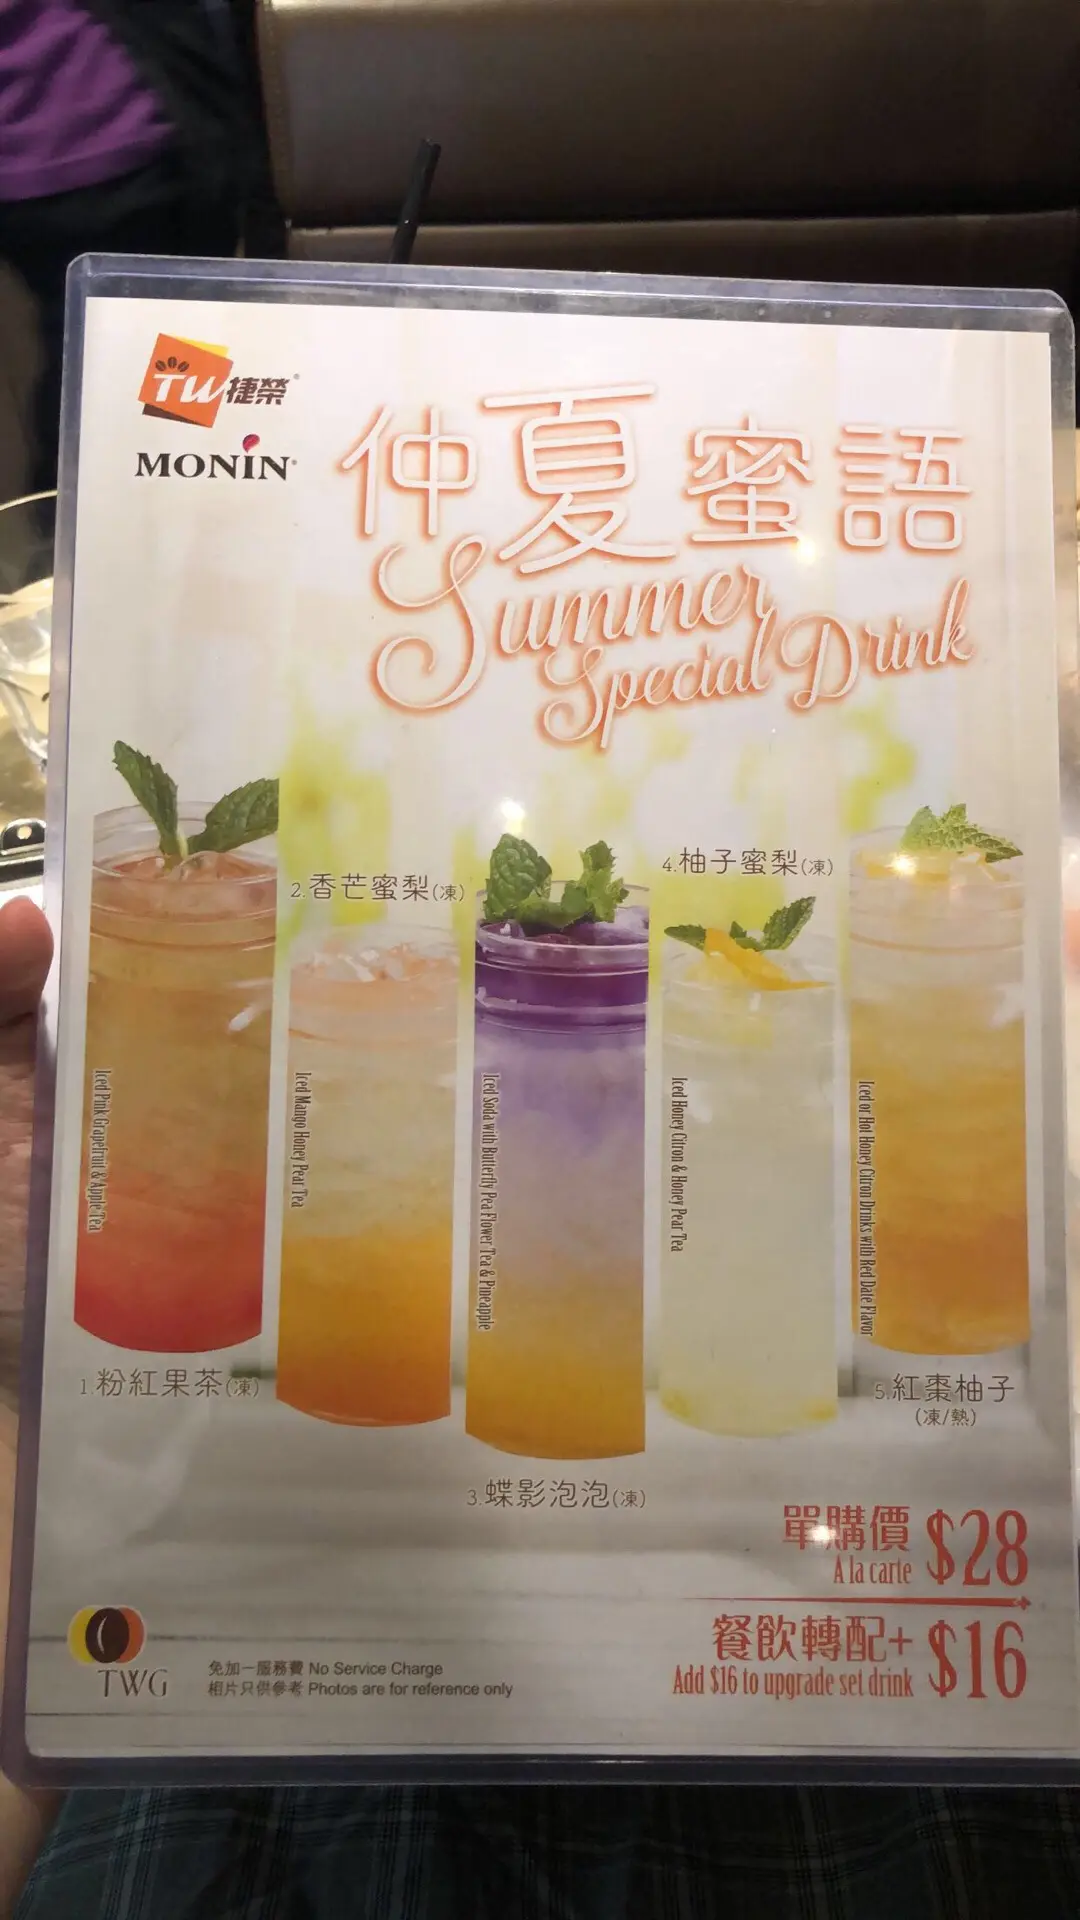 TW捷榮®
MONIN®
仲夏蜜語
Summer
Special Drink
2.香芒蜜梨(凍)
4.柚子蜜梨(凍)
Iced Pink Grapefruit & Apple Tea
Iced Mango Honey Pear Tea
Iced Soda with Butterfly Pea Flower Tea & Pineapple
Iced Honey Citron & Honey Pear Tea
Iced or Hot Honey Citron Drinks with Red Date Flavor
1.粉紅果茶(凍)
5.紅棗柚子
(凍/熱)
3.蝶影泡泡(凍)
單購價 $28
A la carte
餐飲轉配+ $16
Add $16 to upgrade set drink
TWG
免加一服務費 No Service Charge
相片只供參考 Photos are for reference only